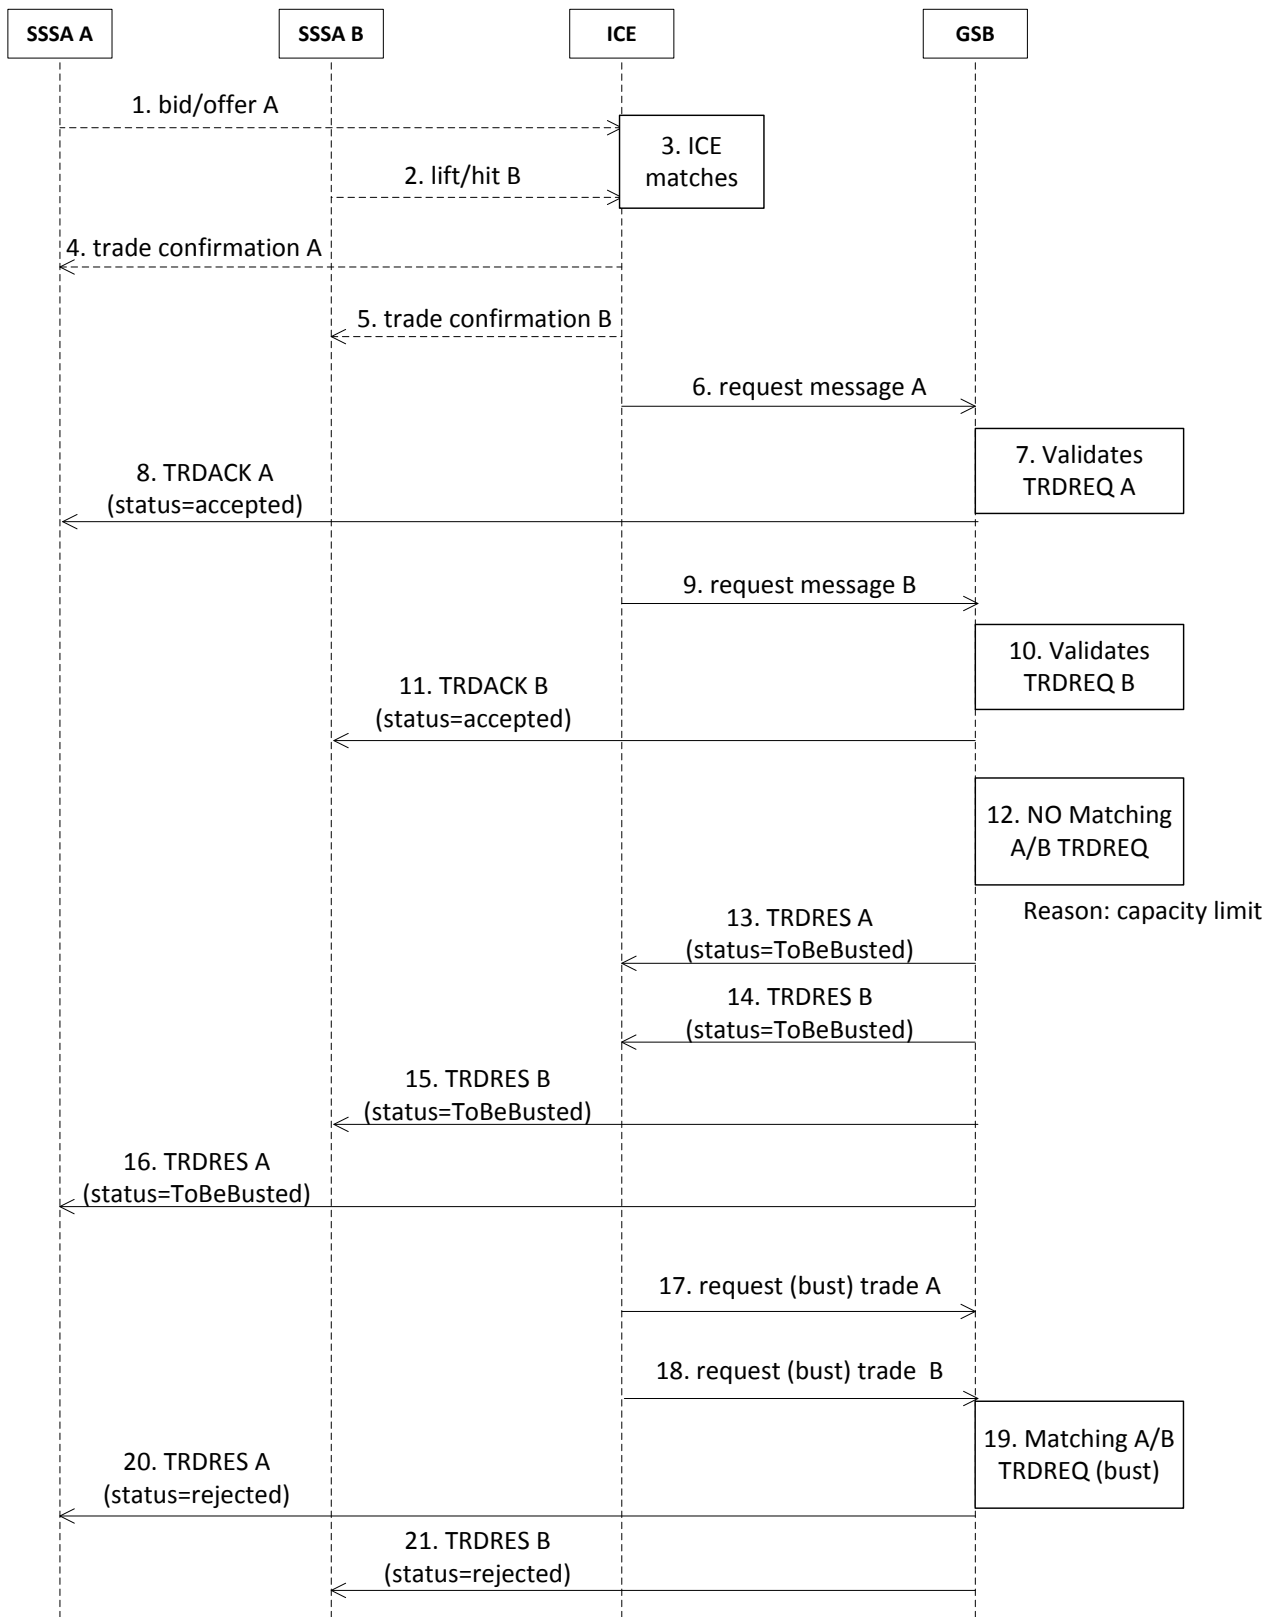 SSSA A
SSSA B
ICE
GSB
1. bid/offer A
3. ICE
matches
2. lift/hit B
4. trade confirmation A
5. trade confirmation B
6. request message A
7. Validates
TRDREQ A
8. TRDACK A
(status=accepted)
9. request message B
10. Validates
TRDREQ B
11. TRDACK B
(status=accepted)
12. NO Matching
A/B TRDREQ
Reason: capacity limit
13. TRDRES A
(status=ToBeBusted)
14. TRDRES B
(status=ToBeBusted)
15. TRDRES B
(status=ToBeBusted)
16. TRDRES A
(status=ToBeBusted)
17. request (bust) trade A
18. request (bust) trade  B
19. Matching A/B
TRDREQ (bust)
20. TRDRES A
(status=rejected)
21. TRDRES B
(status=rejected)